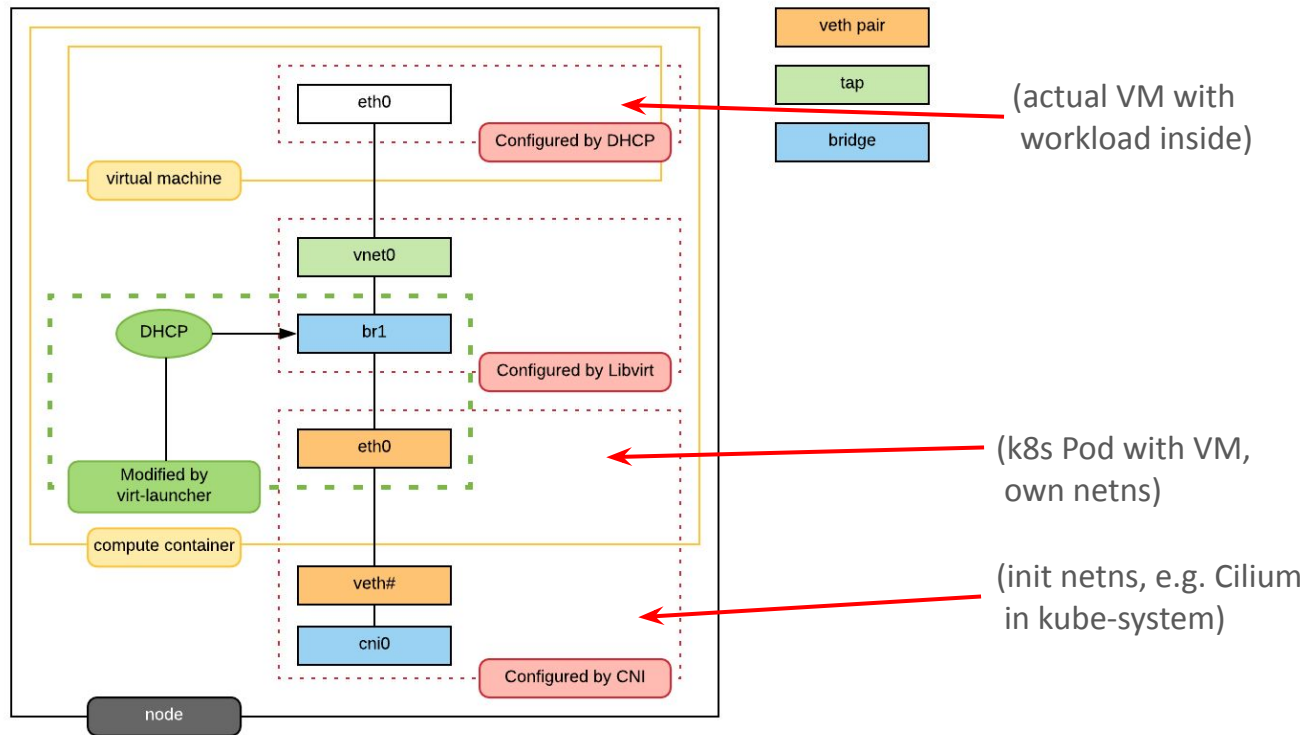 veth pair
tap
bridge
(actual VM with
workload inside)
eth0
Configured by DHCP
virtual machine
vnet0
DHCP
br1
Configured by Libvirt
eth0
Modified by
virt-launcher
(k8s Pod with VM,
own netns)
compute container
veth#
cni0
(init netns, e.g. Cilium
in kube-system)
Configured by CNI
node